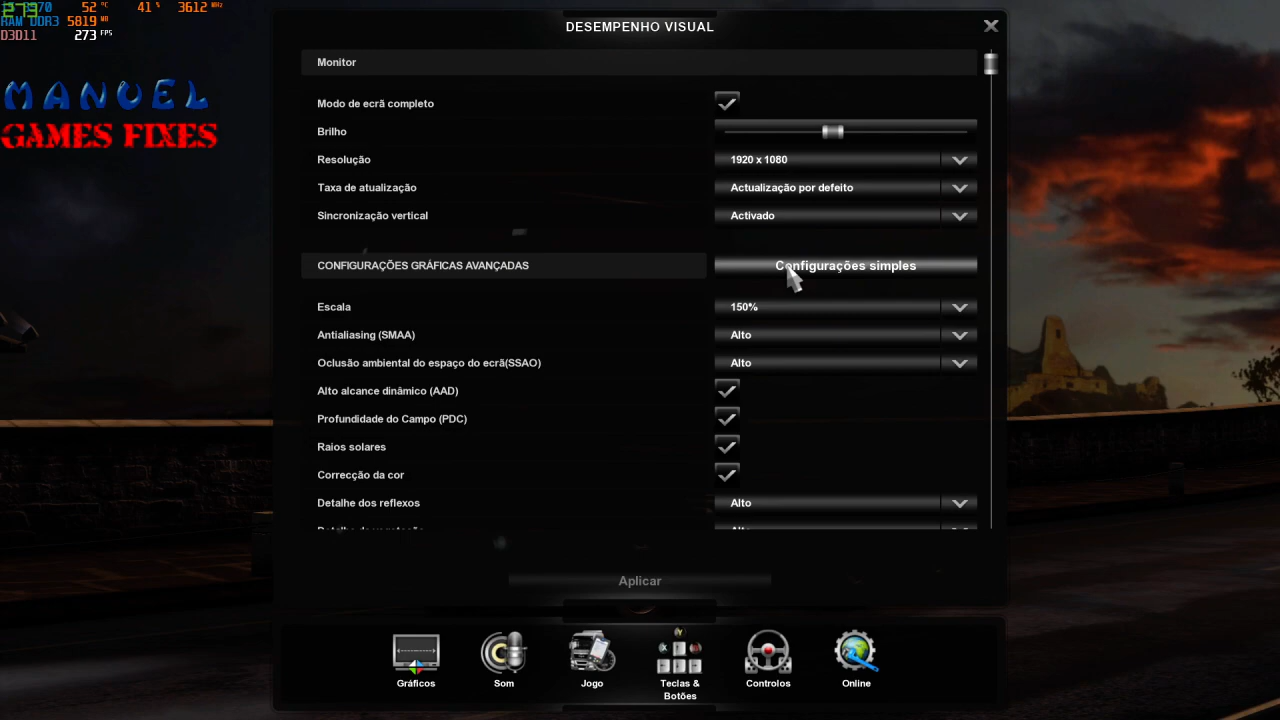 52 °C 41 % 3612 MHz
RAM DDR3 5819 MB
D3D11 273 FPS
MANUEL
GAMES FIXES
DESEMPENHO VISUAL
Monitor
Modo de ecrã completo
Brilho
Resolução 1920 x 1080
Taxa de atualização Actualização por defeito
Sincronização vertical Activado
CONFIGURAÇÕES GRÁFICAS AVANÇADAS Configurações simples
Escala 150%
Antialiasing (SMAA) Alto
Oclusão ambiental do espaço do ecrã(SSAO) Alto
Alto alcance dinâmico (AAD)
Profundidade do Campo (PDC)
Raios solares
Correcção da cor
Detalhe dos reflexos Alto
Aplicar
Gráficos
Som
Jogo
Teclas &
Botões
Controlos
Online